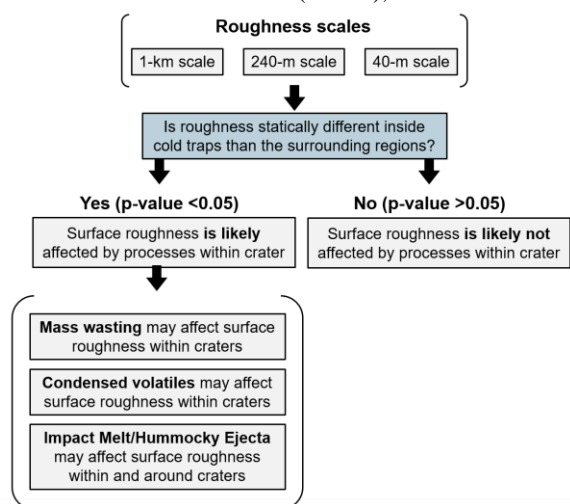 Roughness scales
1-km scale 240-m scale 40-m scale
Is roughness statically different inside
cold traps than the surrounding regions?
Yes (p-value <0.05) No (p-value >0.05)
Surface roughness is likely
affected by processes within crater
Surface roughness is likely not
affected by processes within crater
Mass wasting may affect surface
roughness within craters
Condensed volatiles may affect
surface roughness within craters
Impact Melt/Hummocky Ejecta
may affect surface roughness
within and around craters